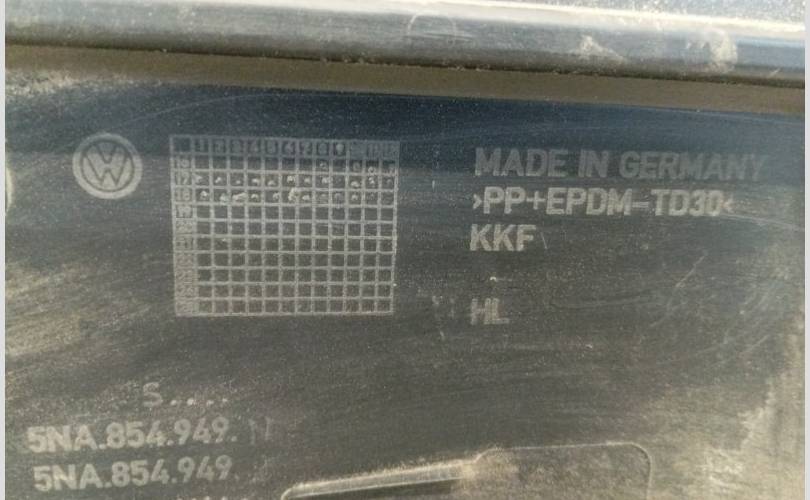 MADE IN GERMANY
>PP+EPDM-TD30<
KKF
HL
S....
5NA.854.949.
5NA.854.949.